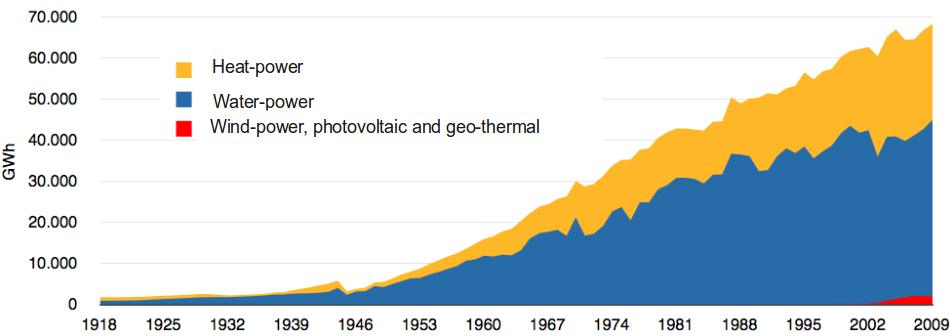 70.000
60.000
50.000
40.000
30.000
20.000
10.000
0
GWh
Heat-power
Water-power
Wind-power, photovoltaic and geo-thermal
1918 1925 1932 1939 1946 1953 1960 1967 1974 1981 1988 1995 2002 2009